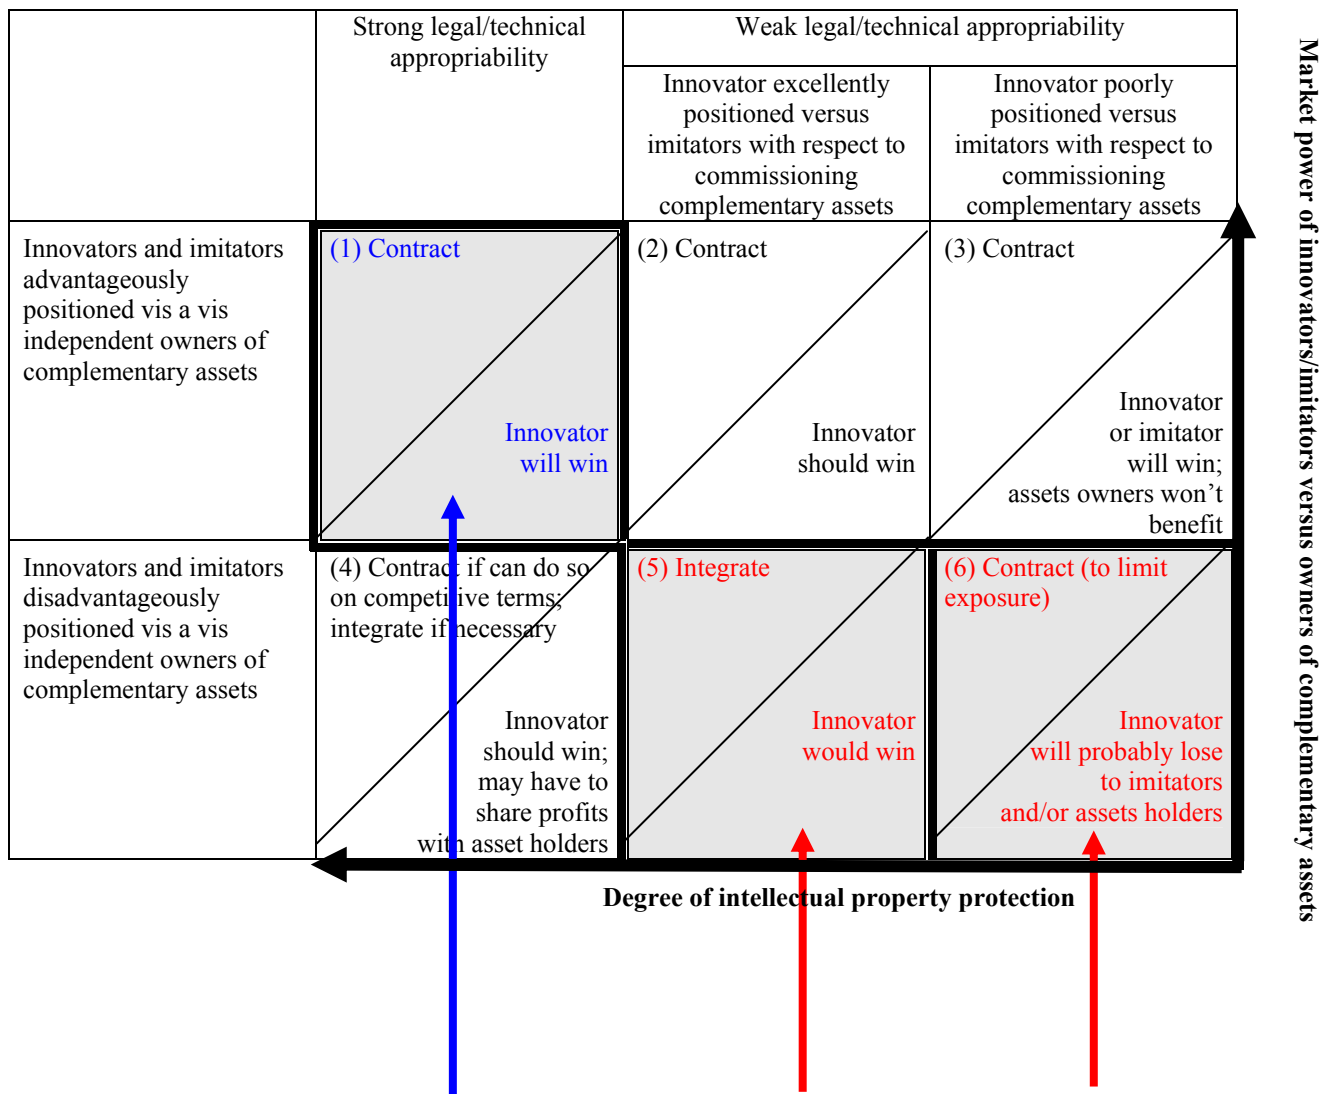 Strong legal/technical
appropriability
Weak legal/technical appropriability
Innovator excellently
positioned versus
imitators with respect to
commissioning
complementary assets
Innovator poorly
positioned versus
imitators with respect to
commissioning
complementary assets
Innovators and imitators
advantageously
positioned vis a vis
independent owners of
complementary assets
(1) Contract
Innovator
will win
(2) Contract
Innovator
should win
(3) Contract
Innovator
or imitator
will win;
assets owners won’t
benefit
Innovators and imitators
disadvantageously
positioned vis a vis
independent owners of
complementary assets
(4) Contract if can do so
on competitive terms;
integrate if necessary
Innovator
should win;
may have to
share profits
with asset holders
(5) Integrate
Innovator
would win
(6) Contract (to limit
exposure)
Innovator
will probably lose
to imitators
and/or assets holders
Degree of intellectual property protection
Market power of innovators/imitators versus owners of complementary assets